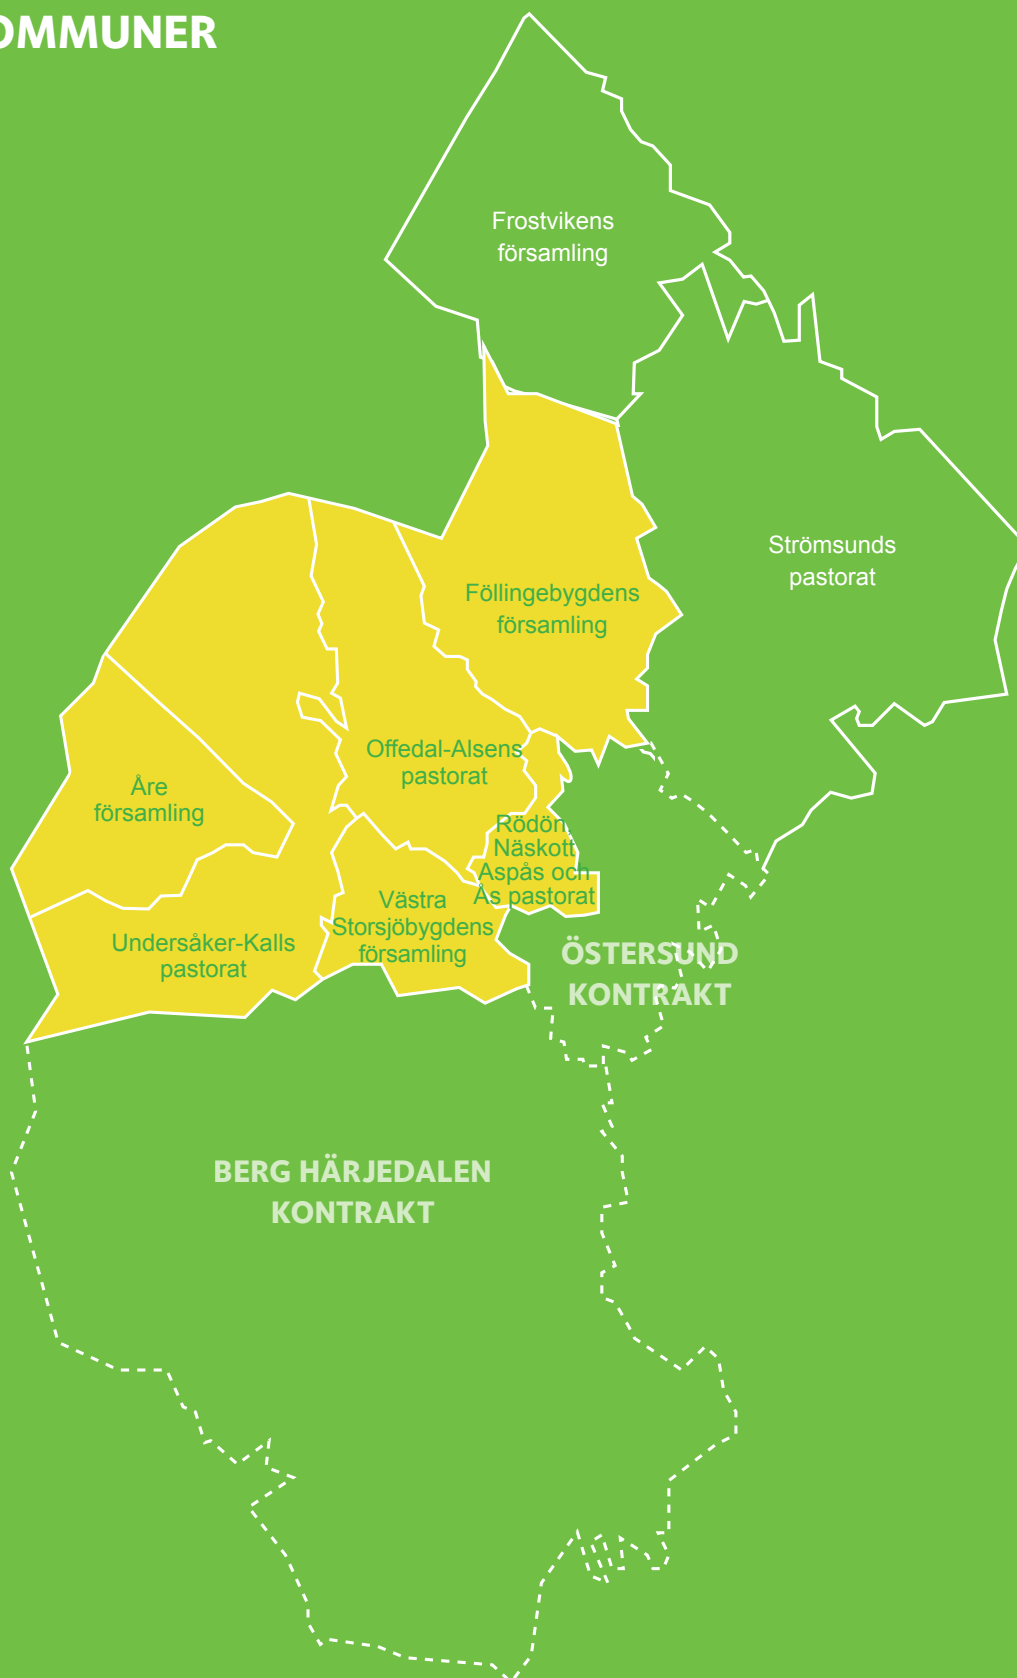 OMMUNER
Frostvikens
församling
Strömsunds
pastorat
Föllingebygdens
församling
Offedal-Alsens
pastorat
Åre
församling
Rödön,
Näskott
Aspås och
Ås pastorat
Västra
Storsjöbygdens
församling
Undersåker-Kalls
pastorat
ÖSTERSUND
KONTRAKT
BERG HÄRJEDALEN
KONTRAKT